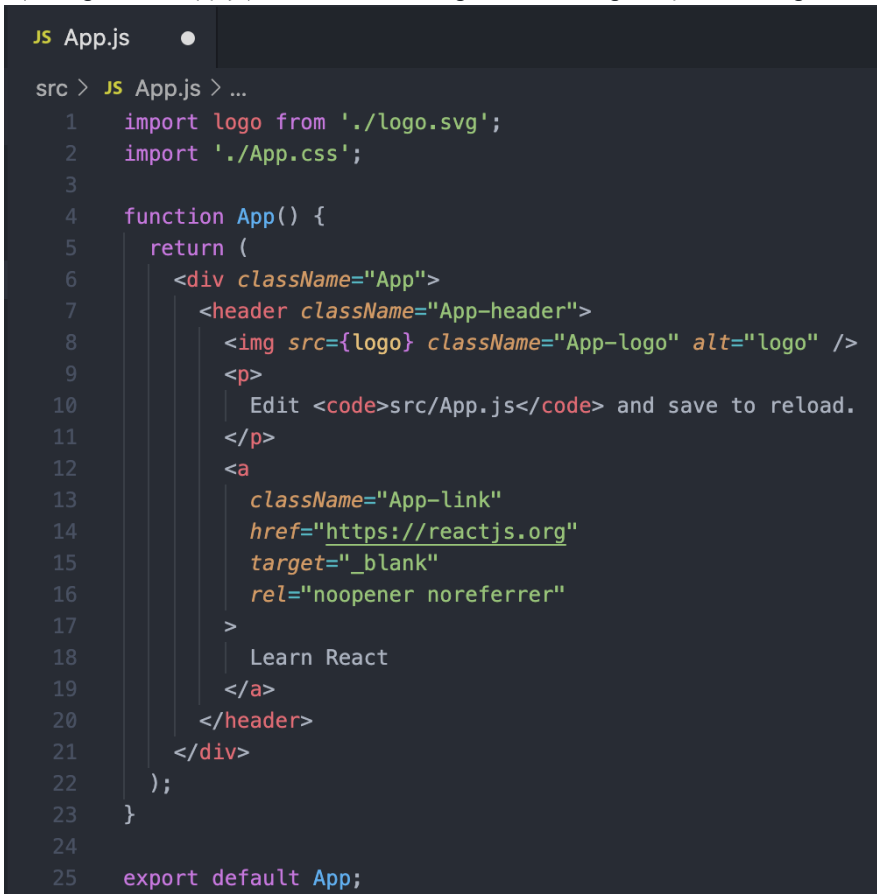 JS App.js
src > JS App.js > ...
1 import logo from './logo.svg';
2 import './App.css';
3
4 function App() {
5   return (
6     <div className="App">
7       <header className="App-header">
8         <img src={logo} className="App-logo" alt="logo" />
9         <p>
10           Edit <code>src/App.js</code> and save to reload.
11         </p>
12         <a
13           className="App-link"
14           href="https://reactjs.org"
15           target="_blank"
16           rel="noopener noreferrer"
17         >
18           Learn React
19         </a>
20       </header>
21     </div>
22   );
23 }
24
25 export default App;